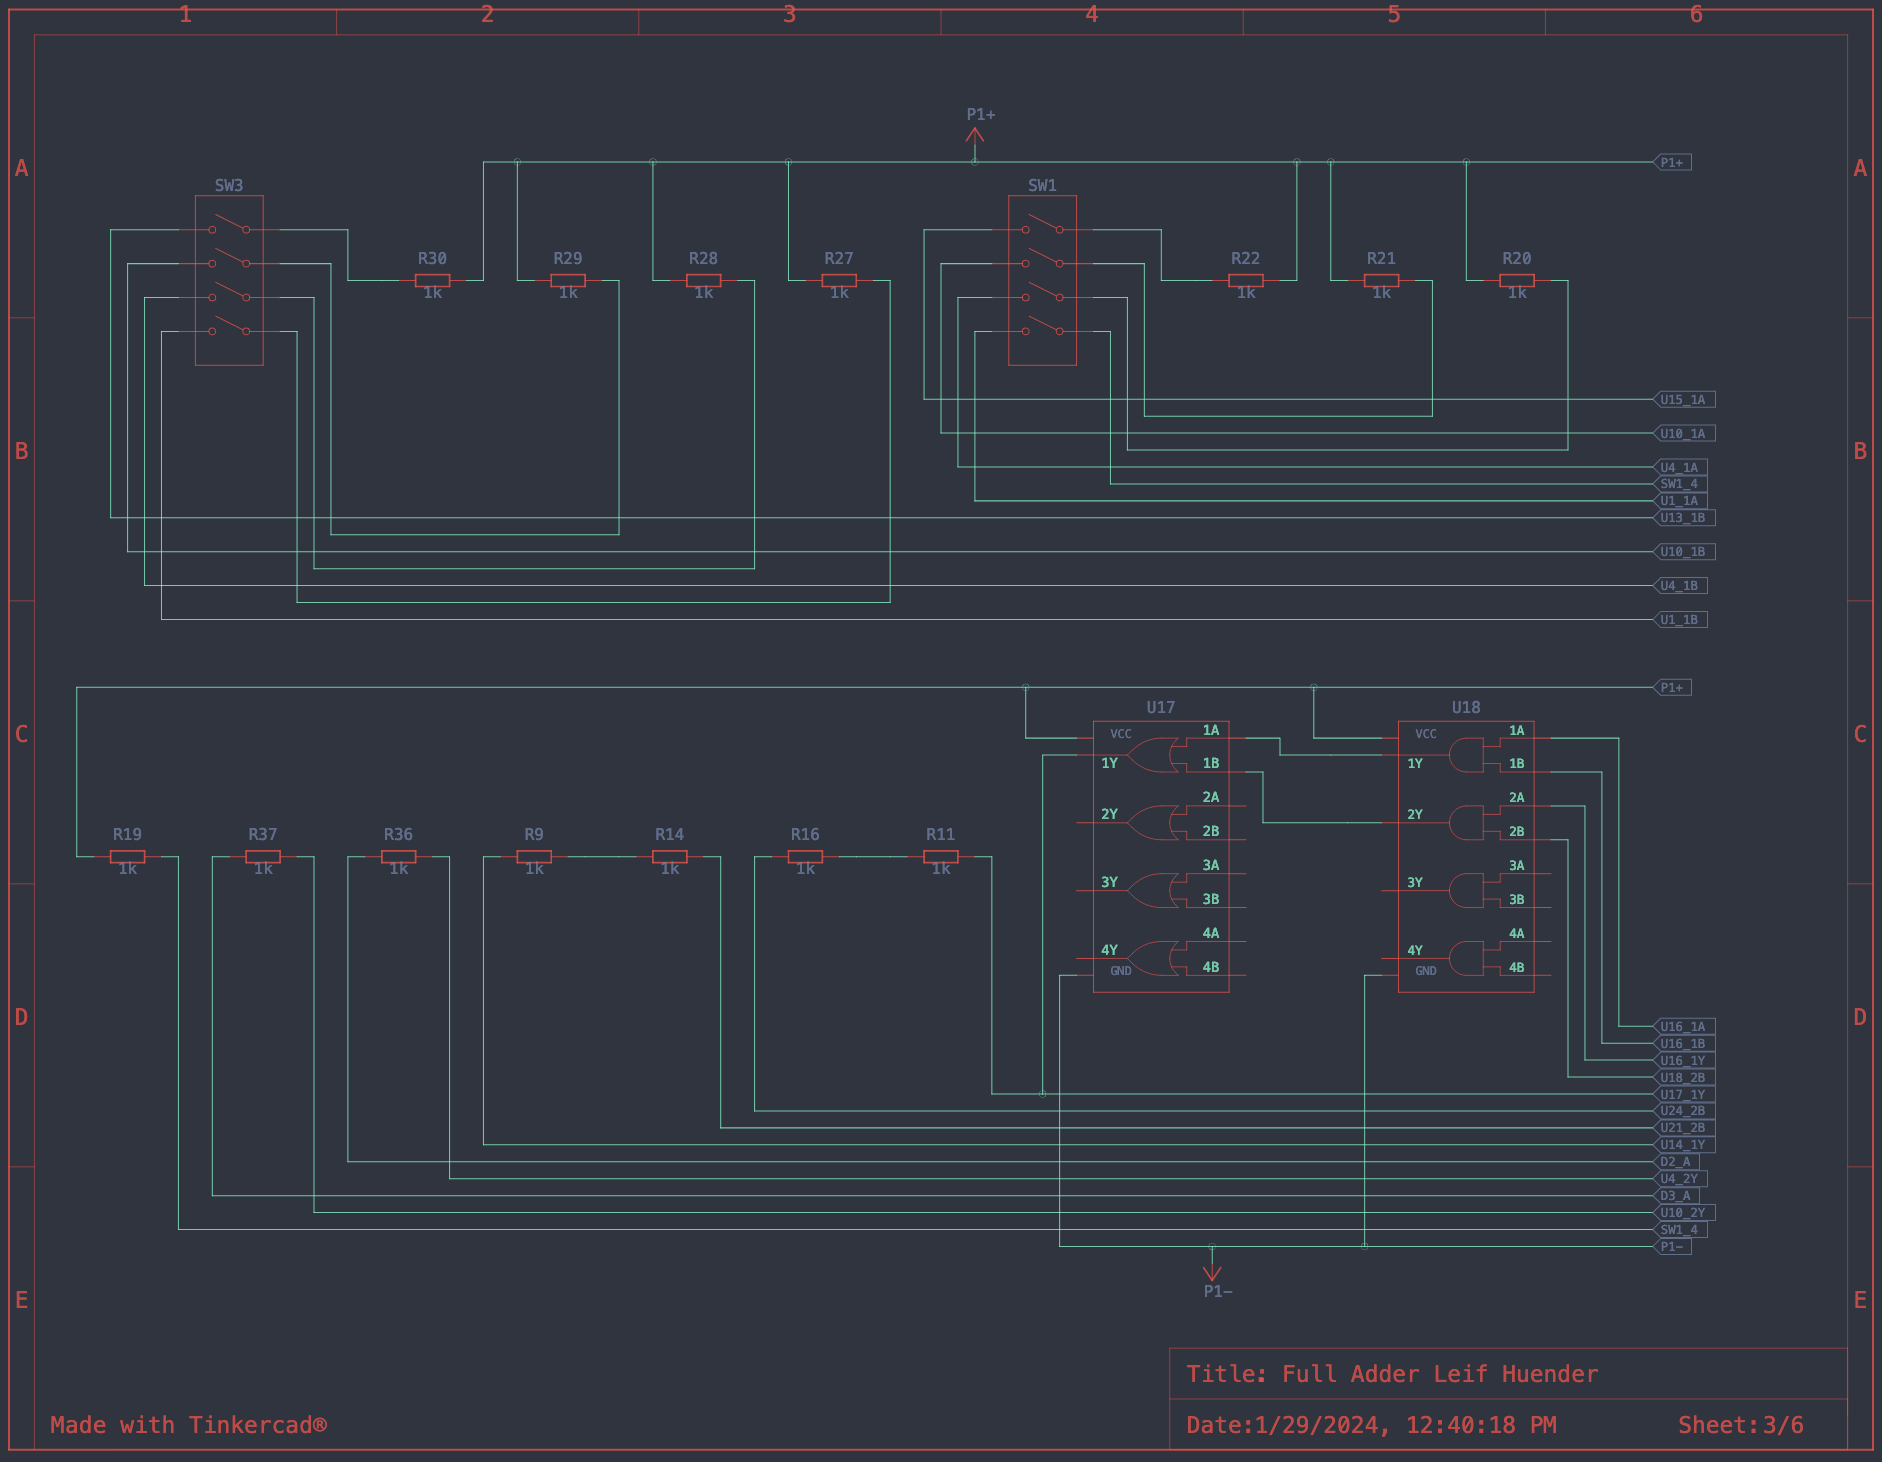 1 2 3 4 5 6
P1+
A P1+ A
SW3 SW1
R30 R29 R28 R27 R22 R21 R20
1k 1k 1k 1k 1k 1k 1k
U15_1A
U10_1A
B B
U4_1A
SW1_4
U1_1A
U13_1B
U10_1B
U4_1B
U1_1B
P1+
U17 U18
C VCC 1A VCC 1A C
1Y 1B 1Y 1B
2A 2A
2Y 2B 2Y 2B
R19 R37 R36 R9 R14 R16 R11
1k 1k 1k 1k 1k 1k 1k
3A 3A
3Y 3B 3Y 3B
4A 4A
4Y 4B 4Y 4B
GND GND
D D
U16_1A
U16_1B
U16_1Y
U18_2B
U17_1Y
U24_2B
U21_2B
U14_1Y
D2_A
U4_2Y
D3_A
U10_2Y
SW1_4
P1-
P1-
E E
Title: Full Adder Leif Huender
Made with Tinkercad®
Date:1/29/2024, 12:40:18 PM Sheet:3/6